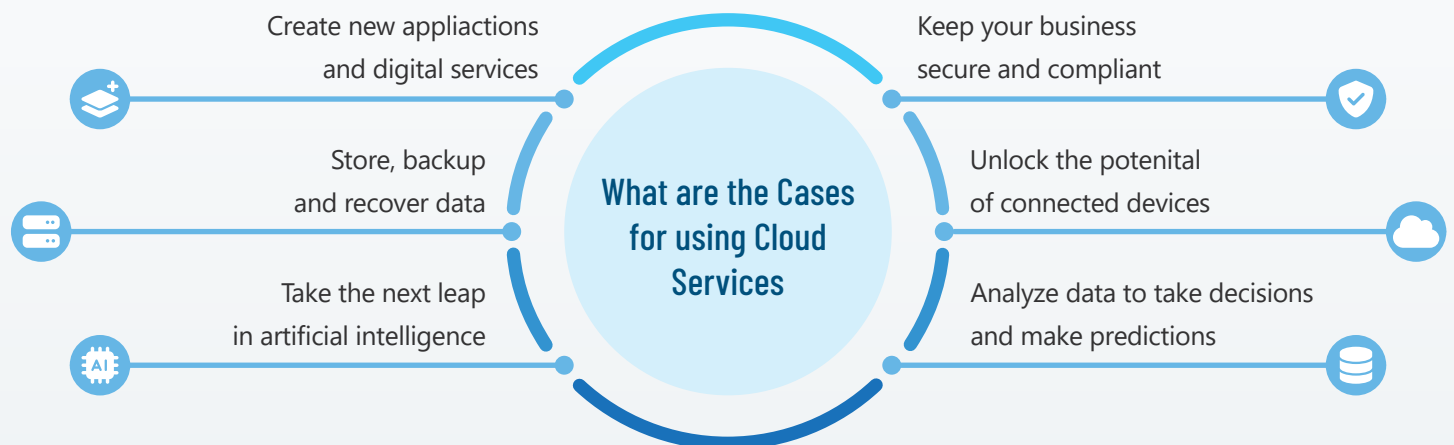 Create new appliactions
and digital services
Store, backup
and recover data
Take the next leap
in artificial intelligence
AI
What are the Cases
for using Cloud
Services
Keep your business
secure and compliant
Unlock the potenital
of connected devices
Analyze data to take decisions
and make predictions